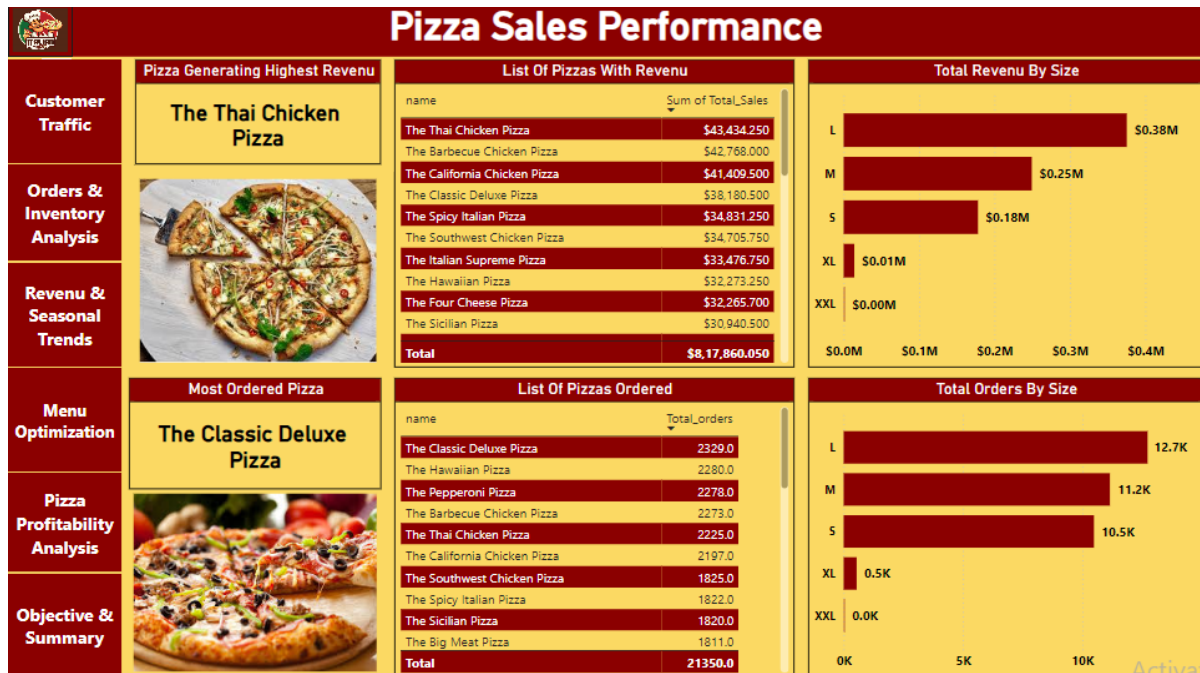 Pizza Sales Performance
Customer
Traffic
Orders &
Inventory
Analysis
Revenu &
Seasonal
Trends
Menu
Optimization
Pizza
Profitability
Analysis
Objective &
Summary
Pizza Generating Highest Revenu
The Thai Chicken
Pizza
List Of Pizzas With Revenu
name Sum of Total_Sales
The Thai Chicken Pizza $43,434.250
The Barbecue Chicken Pizza $42,768.000
The California Chicken Pizza $41,409.500
The Classic Deluxe Pizza $38,180.500
The Spicy Italian Pizza $34,831.250
The Southwest Chicken Pizza $34,705.750
The Italian Supreme Pizza $33,476.750
The Hawaiian Pizza $32,273.250
The Four Cheese Pizza $32,265.700
The Sicilian Pizza $30,940.500
Total $8,17,860.050
Total Revenu By Size
L $0.38M
M $0.25M
S $0.18M
XL $0.01M
XXL $0.00M
$0.0M $0.1M $0.2M $0.3M $0.4M
Most Ordered Pizza
The Classic Deluxe
Pizza
List Of Pizzas Ordered
name Total_orders
The Classic Deluxe Pizza 2329.0
The Hawaiian Pizza 2280.0
The Pepperoni Pizza 2278.0
The Barbecue Chicken Pizza 2273.0
The Thai Chicken Pizza 2225.0
The California Chicken Pizza 2197.0
The Southwest Chicken Pizza 1825.0
The Spicy Italian Pizza 1822.0
The Sicilian Pizza 1820.0
The Big Meat Pizza 1811.0
Total 21350.0
Total Orders By Size
L 12.7K
M 11.2K
S 10.5K
XL 0.5K
XXL 0.0K
0K 5K 10K